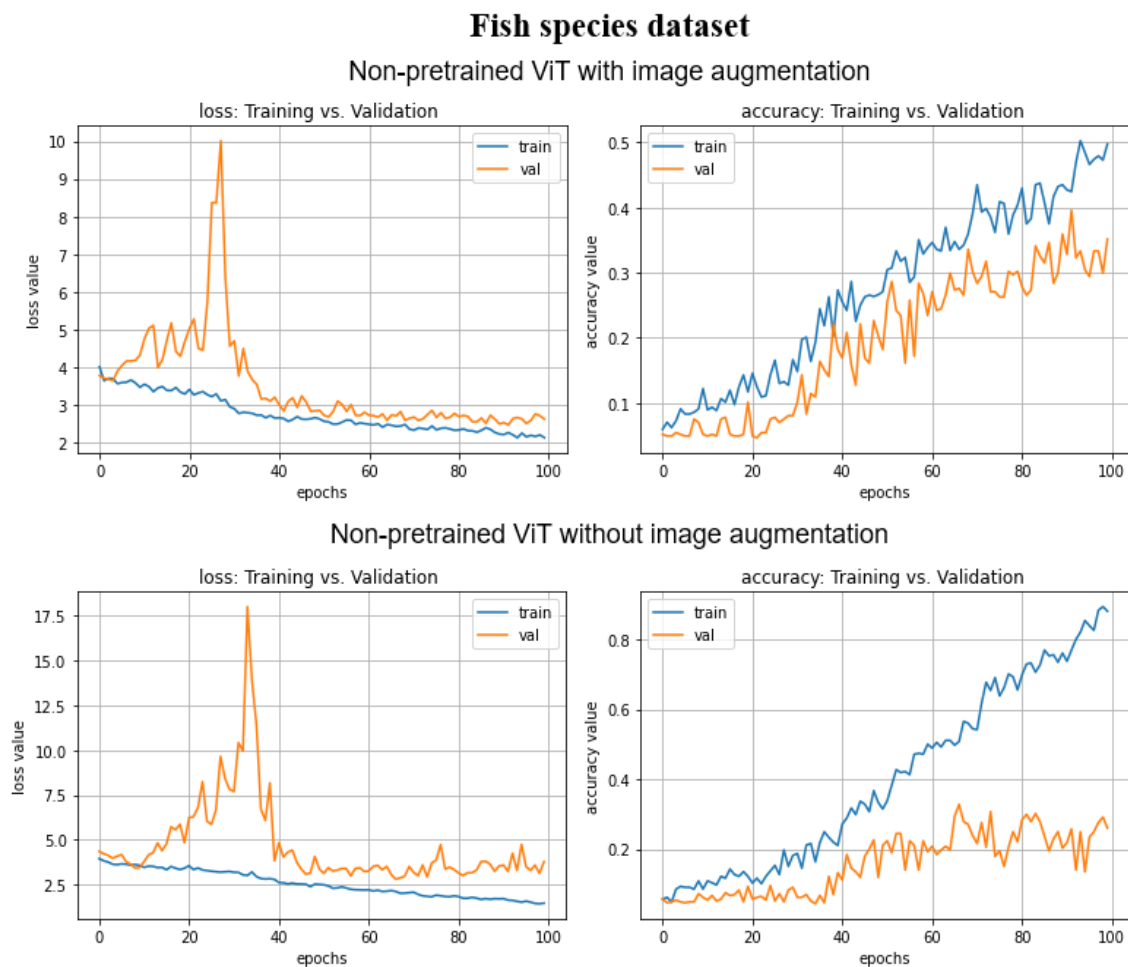 Fish species dataset
Non-pretrained ViT with image augmentation
loss: Training vs. Validation
train
val
10
9
8
7
6
5
4
3
2
loss value
0
20
40
60
80
100
epochs
accuracy: Training vs. Validation
train
val
0.5
0.4
0.3
0.2
0.1
accuracy value
0
20
40
60
80
100
epochs
Non-pretrained ViT without image augmentation
loss: Training vs. Validation
train
val
17.5
15.0
12.5
10.0
7.5
5.0
2.5
loss value
0
20
40
60
80
100
epochs
accuracy: Training vs. Validation
train
val
0.8
0.6
0.4
0.2
accuracy value
0
20
40
60
80
100
epochs